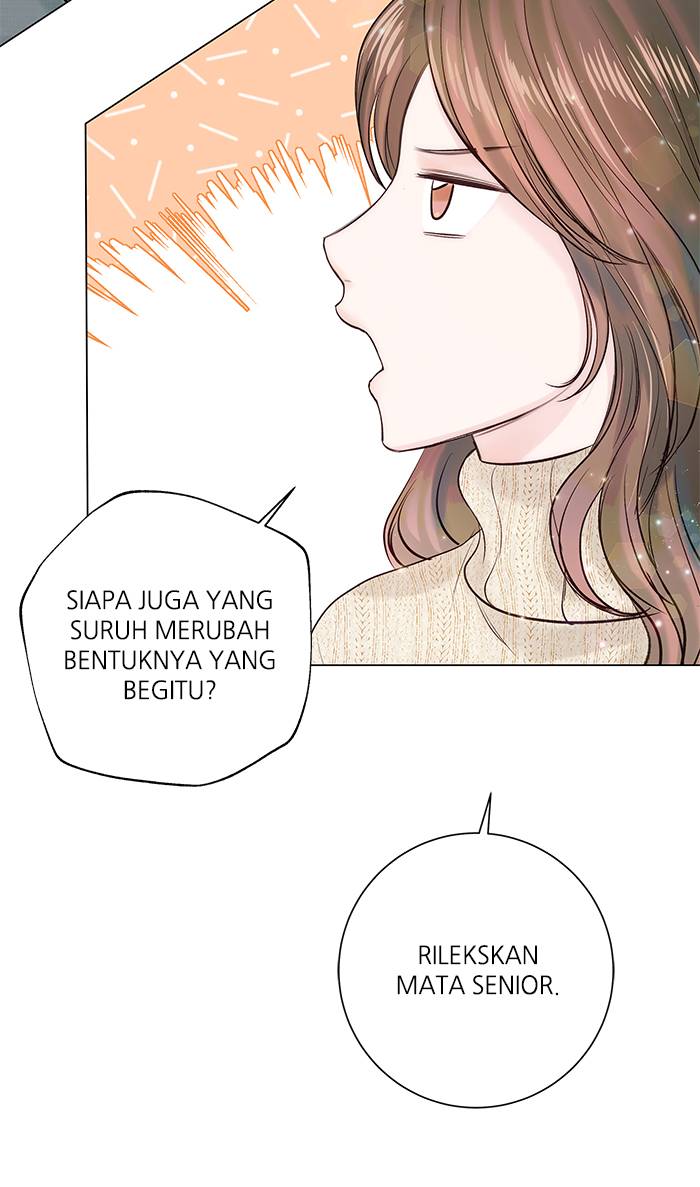 SIAPA JUGA YANG
SURUH MERUBAH
BENTUKNYA YANG
BEGITU?
RILEKSKAN
MATA SENIOR.